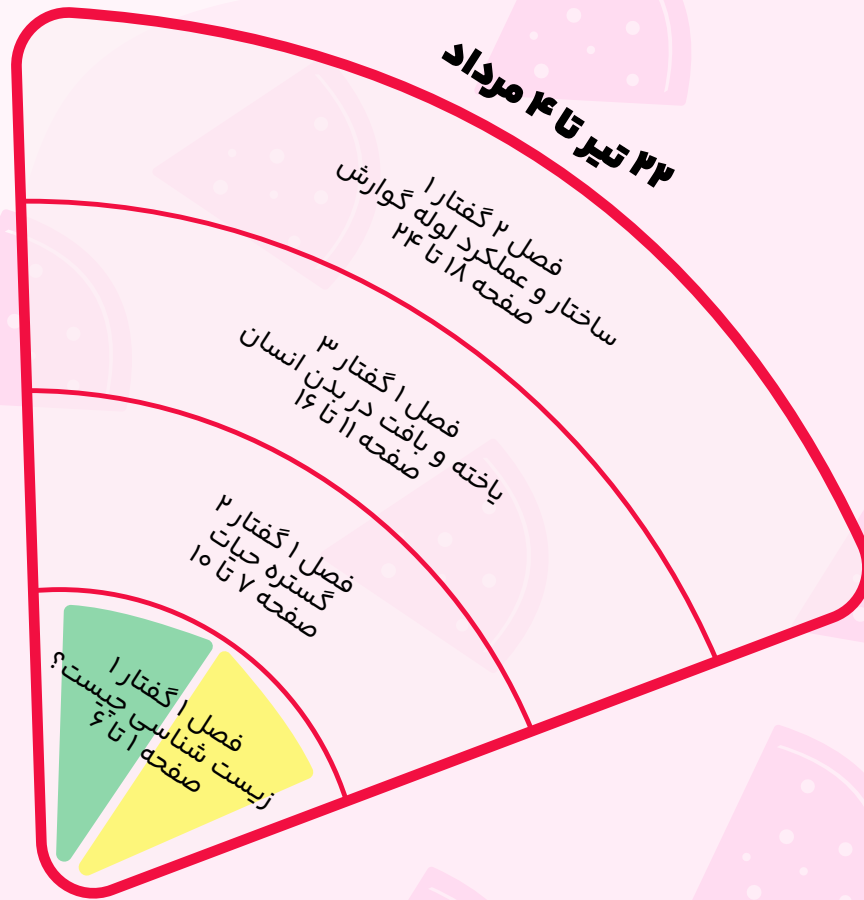 ۲۲ تیر تا ۴ مرداد
فصل ۲ گفتار ۱
ساختار و عملکرد لوله گوارش
صفحه ۱۸ تا ۲۴
فصل ۱ گفتار ۳
یاخته و بافت در بدن انسان
صفحه ۱۱ تا ۱۶
فصل ۱ گفتار ۲
گستره حیات
صفحه ۷ تا ۱۰
فصل ۱ گفتار ۱
زیست شناسی چیست؟
صفحه ۱ تا ۶